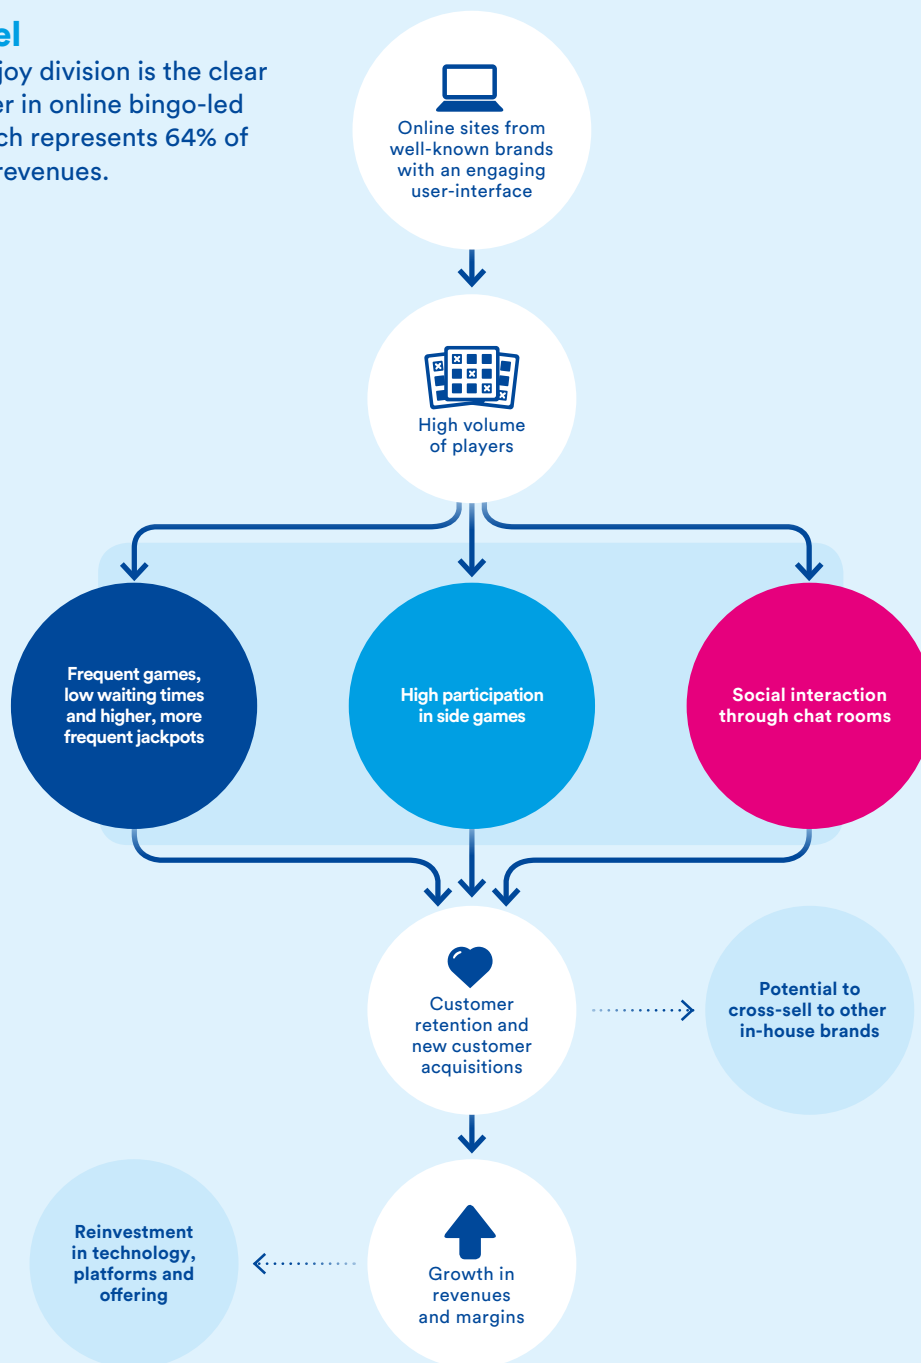 el
joy division is the clear
er in online bingo-led
ch represents 64% of
revenues.
Online sites from
well-known brands
with an engaging
user-interface
High volume
of players
Frequent games,
low waiting times
and higher, more
frequent jackpots
High participation
in side games
Social interaction
through chat rooms
Customer
retention and
new customer
acquisitions
Potential to
cross-sell to other
in-house brands
Reinvestment
in technology,
platforms and
offering
Growth in
revenues
and margins